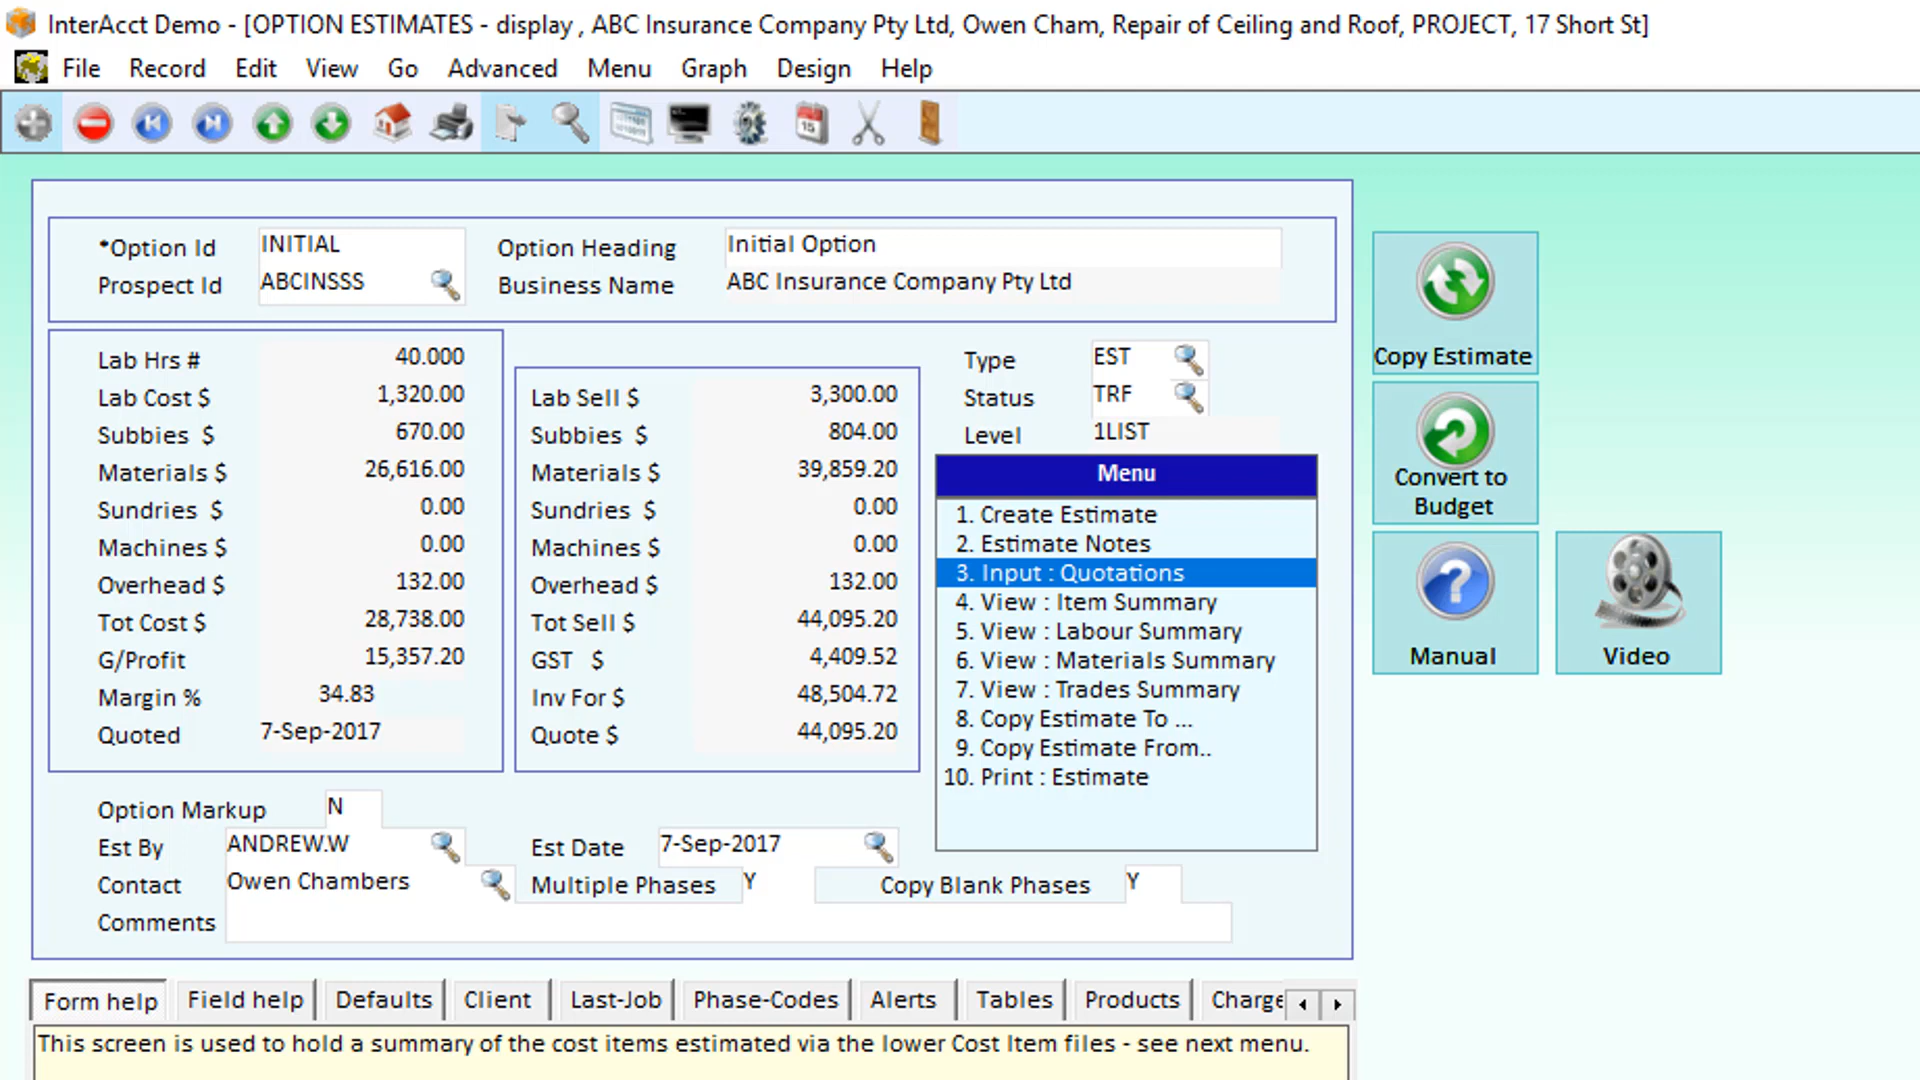 InterAcct Demo - [OPTION ESTIMATES - display , ABC Insurance Company Pty Ltd, Owen Cham, Repair of Ceiling and Roof, PROJECT, 17 Short St]
File Record Edit View Go Advanced Menu Graph Design Help
15
*Option Id INITIAL Option Heading Initial Option
Prospect Id ABCINSSS Business Name ABC Insurance Company Pty Ltd
Lab Hrs # 40.000
Lab Cost $ 1,320.00
Subbies $ 670.00
Materials $ 26,616.00
Sundries $ 0.00
Machines $ 0.00
Overhead $ 132.00
Tot Cost $ 28,738.00
G/Profit 15,357.20
Margin % 34.83
Quoted 7-Sep-2017
Lab Sell $ 3,300.00
Subbies $ 804.00
Materials $ 39,859.20
Sundries $ 0.00
Machines $ 0.00
Overhead $ 132.00
Tot Sell $ 44,095.20
GST $ 4,409.52
Inv For $ 48,504.72
Quote $ 44,095.20
Type EST
Status TRF
Level 1LIST
Menu
1. Create Estimate
2. Estimate Notes
3. Input : Quotations
4. View : Item Summary
5. View : Labour Summary
6. View : Materials Summary
7. View : Trades Summary
8. Copy Estimate To ...
9. Copy Estimate From..
10. Print : Estimate
Copy Estimate
Convert to
Budget
Manual
Video
Option Markup N
Est By ANDREW.W Est Date 7-Sep-2017
Contact Owen Chambers Multiple Phases Y Copy Blank Phases Y
Comments
Form help Field help Defaults Client Last-Job Phase-Codes Alerts Tables Products Charge
This screen is used to hold a summary of the cost items estimated via the lower Cost Item files - see next menu.